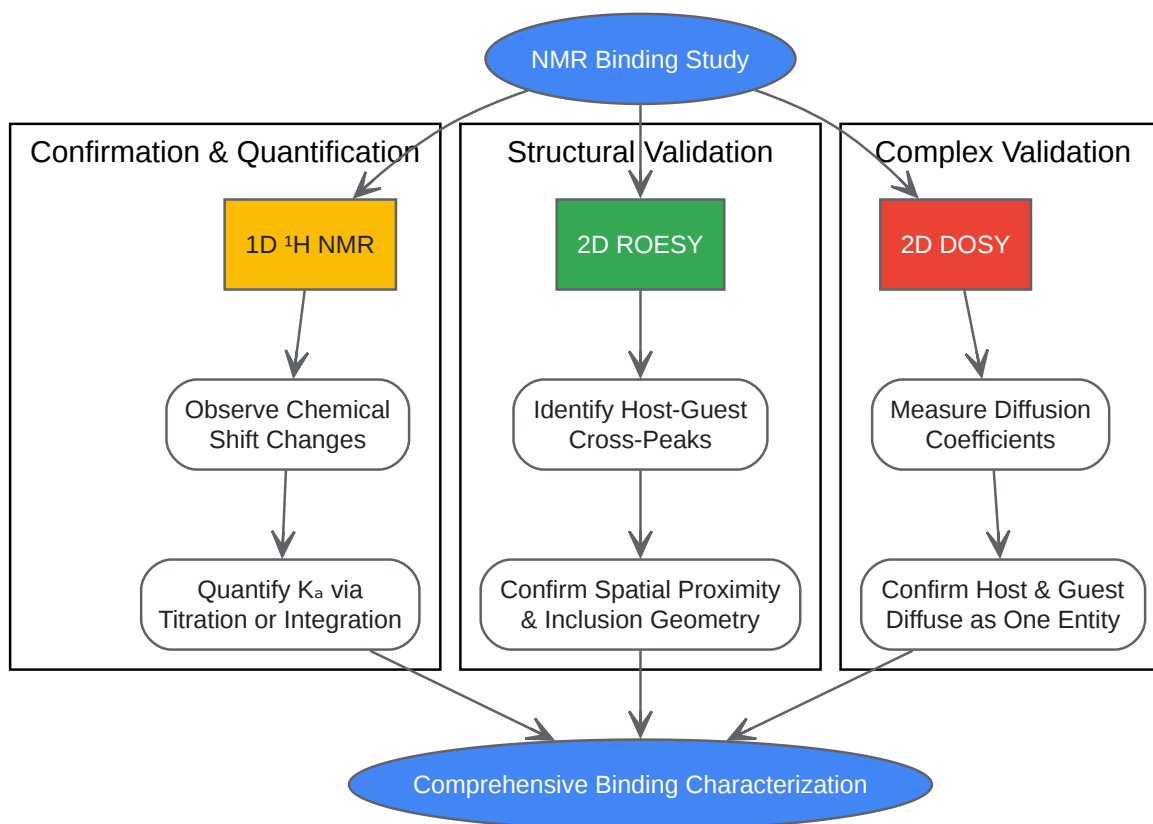 NMR Binding Study
Confirmation & Quantification
1D ¹H NMR
Observe Chemical
Shift Changes
Quantify Kₐ via
Titration or Integration
Structural Validation
2D ROESY
Identify Host-Guest
Cross-Peaks
Confirm Spatial Proximity
& Inclusion Geometry
Complex Validation
2D DOSY
Measure Diffusion
Coefficients
Confirm Host & Guest
Diffuse as One Entity
Comprehensive Binding Characterization